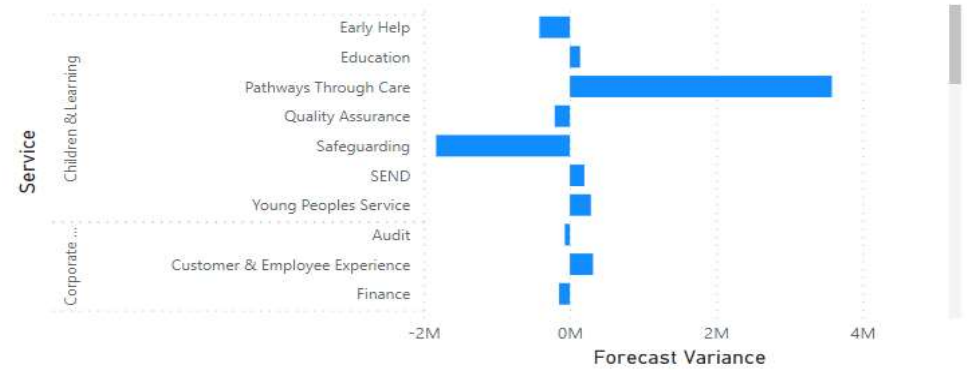 Service
Children &Learning
Early Help
Education
Pathways Through Care
Quality Assurance
Safeguarding
SEND
Young Peoples Service
Corporate ...
Audit
Customer & Employee Experience
Finance
-2M
0M
2M
4M
Forecast Variance